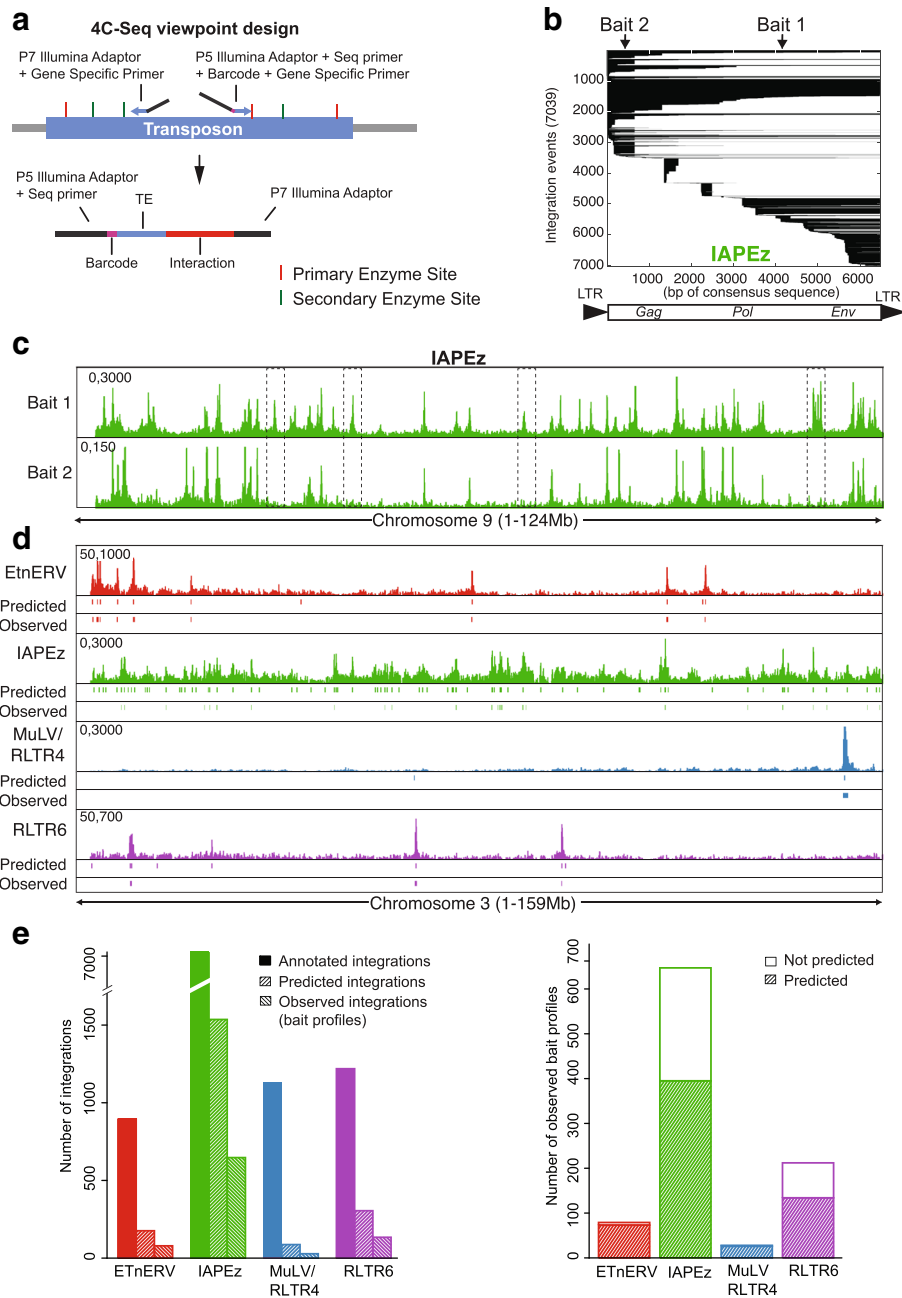 a
4C-Seq viewpoint design
P7 Illumina Adaptor
+ Gene Specific Primer
P5 Illumina Adaptor + Seq primer
+ Barcode + Gene Specific Primer
Transposon
P5 Illumina Adaptor
+ Seq primer
TE
P7 Illumina Adaptor
Barcode
Interaction
Primary Enzyme Site
Secondary Enzyme Site
b
Bait 2
Bait 1
Integration events (7039)
1000
2000
3000
4000
5000
6000
7000
IAPEz
1000 2000 3000 4000 5000 6000
(bp of consensus sequence)
LTR
LTR
Gag
Pol
Env
c
IAPEz
Bait 1
0,3000
Bait 2
0,150
Chromosome 9 (1-124Mb)
d
EtnERV
50,1000
Predicted
Observed
IAPEz
0,3000
Predicted
Observed
MuLV/
RLTR4
0,3000
Predicted
Observed
RLTR6
50,700
Predicted
Observed
Chromosome 3 (1-159Mb)
e
Number of integrations
7000
1500
1000
500
0
Annotated integrations
Predicted integrations
Observed integrations
(bait profiles)
ETnERV
IAPEz
MuLV/
RLTR4
RLTR6
Number of observed bait profiles
700
600
500
400
300
200
100
0
Not predicted
Predicted
ETnERV
IAPEz
MuLV
RLTR4
RLTR6